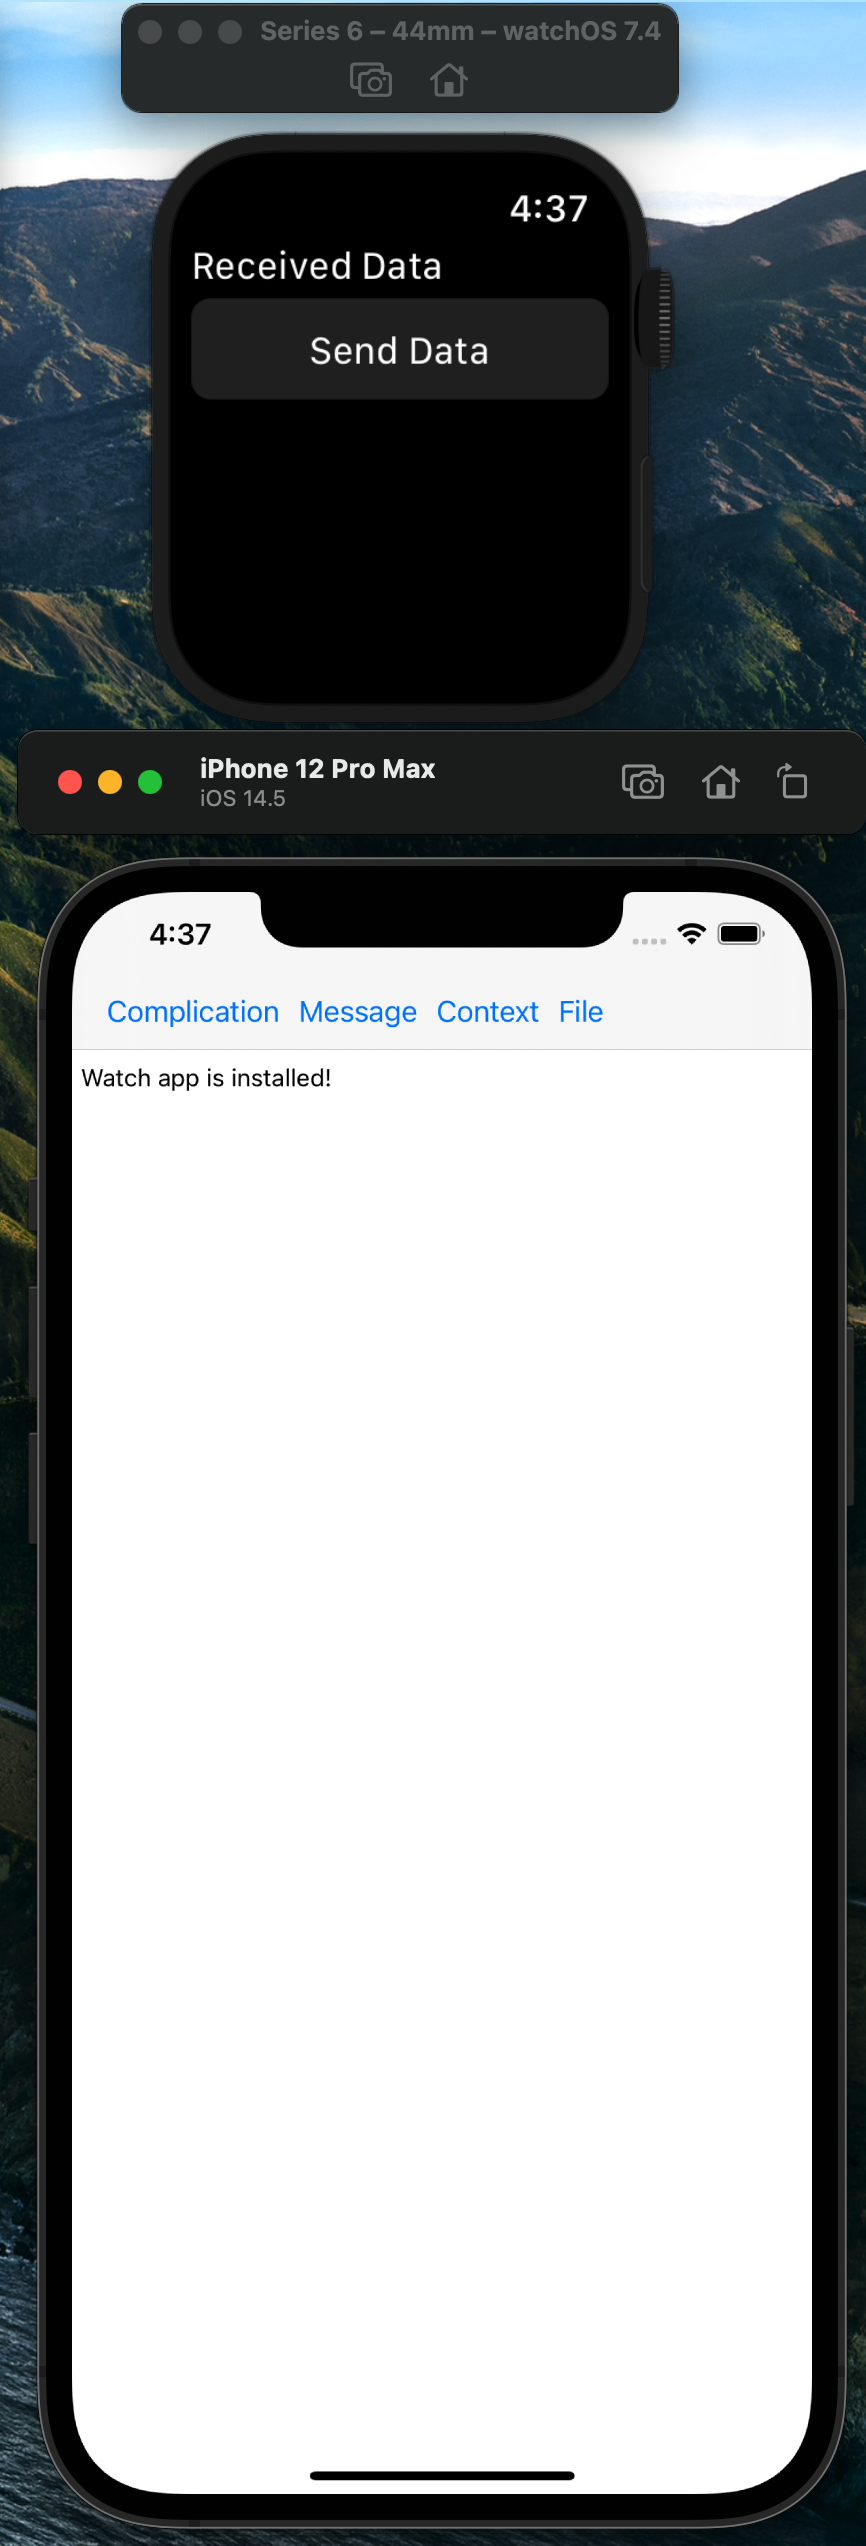 Series 6 – 44mm – watchOS 7.4
4:37
Received Data
Send Data
iPhone 12 Pro Max
iOS 14.5
4:37
Complication Message Context File
Watch app is installed!